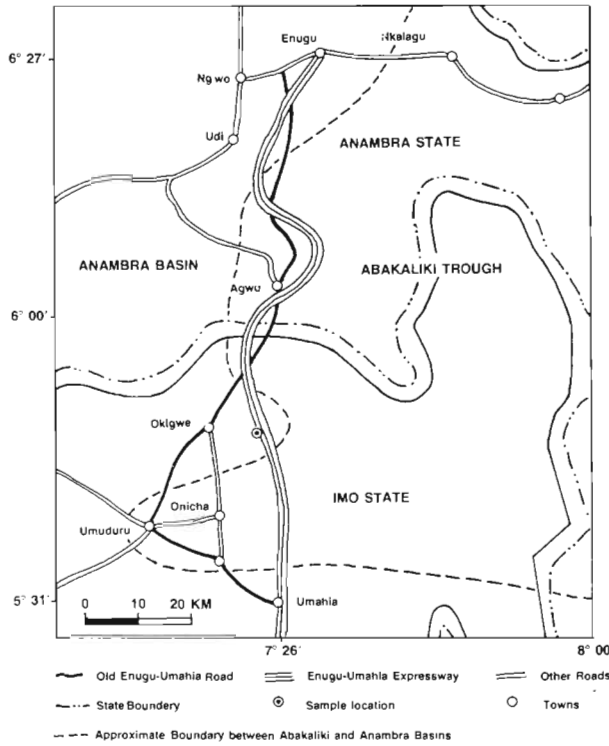 Enugu
Nkalagu
6° 27′
Ngwo
Udi
ANAMBRA STATE
ANAMBRA BASIN
ABAKALIKI TROUGH
Agwu
6° 00′
Okigwe
Onicha
IMO STATE
Umuduru
5° 31′
0 10 20 KM
Umahia
7° 26′
8° 00
Old Enugu-Umahia Road
Enugu-Umahla Expressway
Other Roads
State Boundary
Sample location
Towns
Approximate Boundary between Abakaliki and Anambra Basins